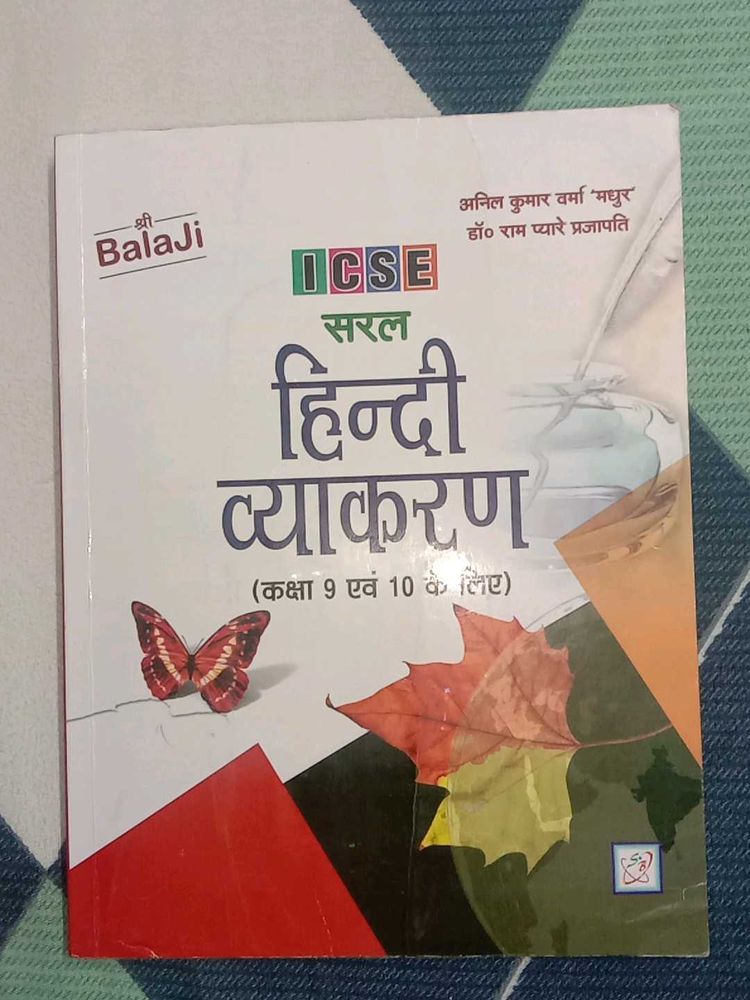 श्री
BalaJi
अनिल कुमार वर्मा 'मधुर'
डॉ० राम प्यारे प्रजापति
ICSE
सरल
हिन्दी
व्याकरण
(कक्षा 9 एवं 10 के लिए)